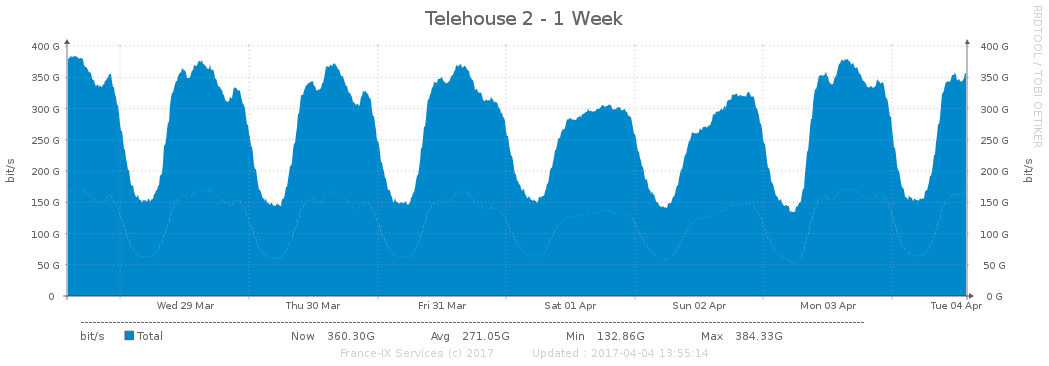 Telehouse 2 - 1 Week
RRDTOOL / TOBI OETIKER
bit/s
400 G
350 G
300 G
250 G
200 G
150 G
100 G
50 G
0
400 G
350 G
300 G
250 G
200 G
150 G
100 G
50 G
0 G
bit/s
Wed 29 Mar Thu 30 Mar Fri 31 Mar Sat 01 Apr Sun 02 Apr Mon 03 Apr Tue 04 Apr
bit/s Total Now 360.30G Avg 271.05G Min 132.86G Max 384.33G
France-IX Services (c) 2017 Updated : 2017-04-04 13:55:14